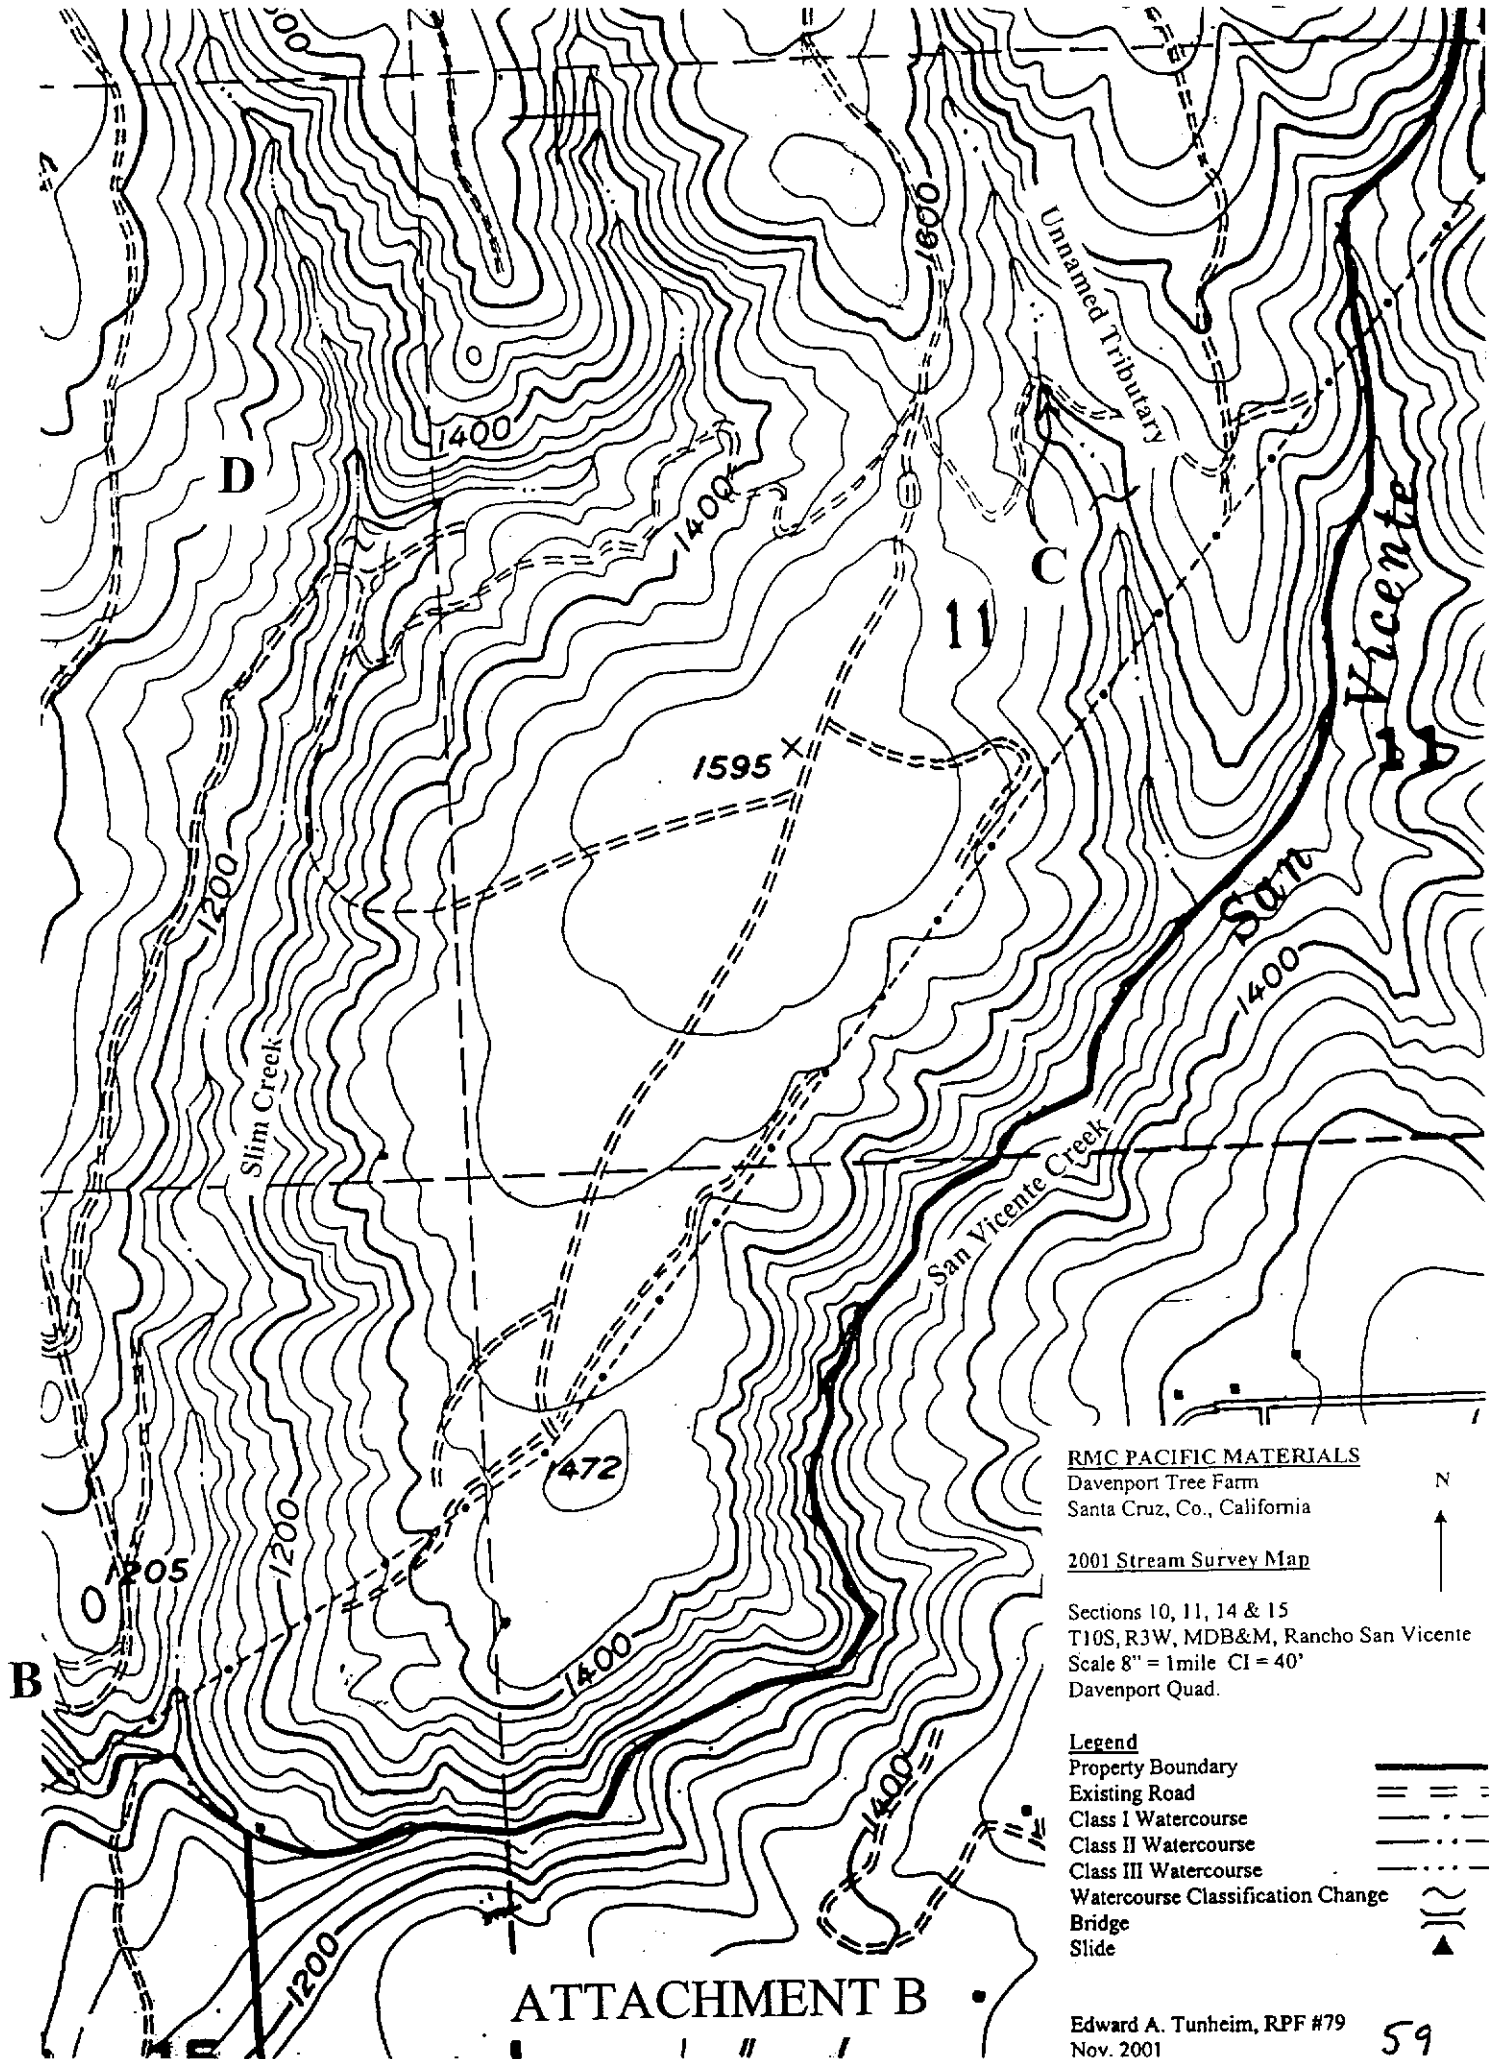 1800
Unnamed Tributary
1400
D
1400
C
11
Vicente
11
1595
1200
San
1400
Slim Creek
San Vicente Creek
1472
1200
1205
B
1400
1400
1200
RMC PACIFIC MATERIALS
Davenport Tree Farm
Santa Cruz, Co., California
N
2001 Stream Survey Map
Sections 10, 11, 14 & 15
T10S, R3W, MDB&M, Rancho San Vicente
Scale 8" = 1mile CI = 40'
Davenport Quad.
Legend
Property Boundary
Existing Road
Class I Watercourse
Class II Watercourse
Class III Watercourse
Watercourse Classification Change
Bridge
Slide
ATTACHMENT B
Edward A. Tunheim, RPF #79
Nov. 2001
59